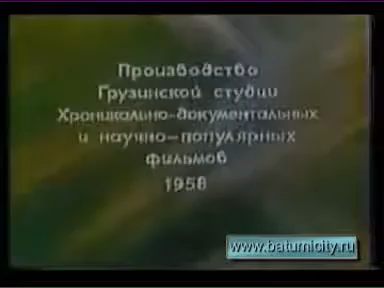 Производство
Грузинской студии
Хроникально-документальных
и научно-популярных
фильмов
1958
www.batumicity.ru